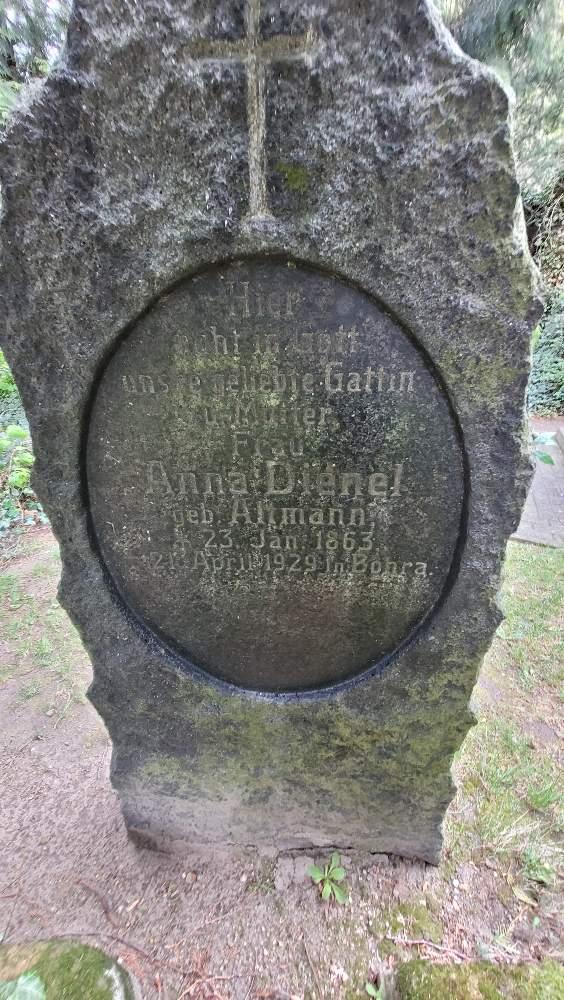 Hier
ruht in Gott
unsre geliebte Gattin
u. Mutter,
Frau
Anna Dienel
geb. Altmann,
* 23. Jan. 1863
† 21. April 1929 in Bohra.